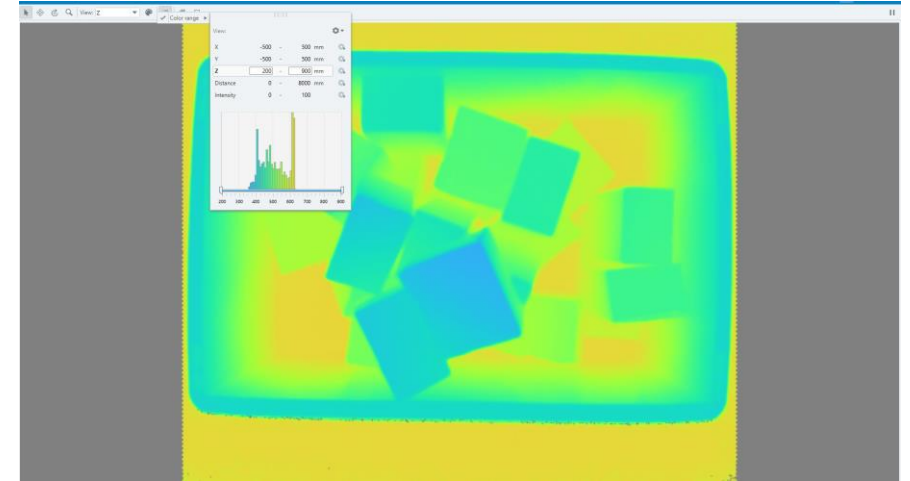 View: Z
Color range
View:
X -500 - 500 mm
Y -500 - 500 mm
Z 200 - 900 mm
Distance 0 - 8000 mm
Intensity 0 - 100
200 300 400 500 600 700 800 900